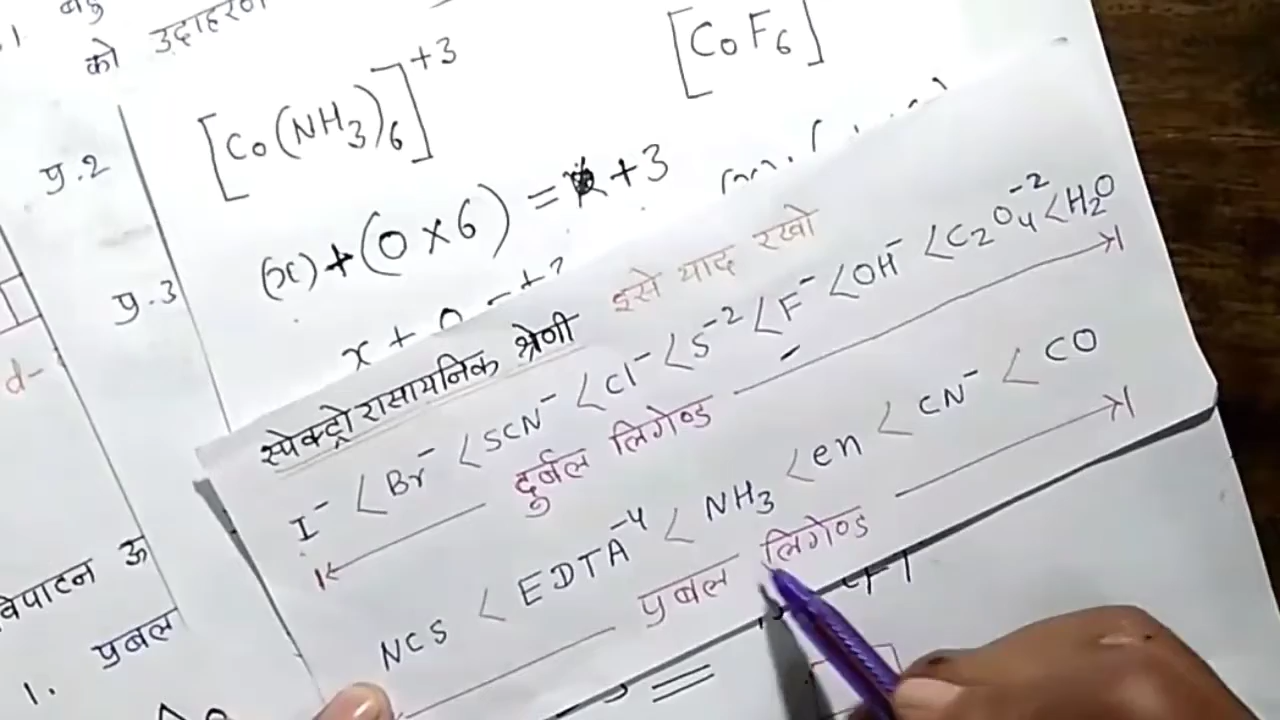 को उदाहरण
[Co(NH3)6]+3
[CoF6]
प्र.2
(x)+(0×6) = +3
प्र.3
x + 0
d-
स्पेक्ट्रो रासायनिक श्रेणी इसे याद रखो
I⁻ < Br⁻ < SCN⁻ < Cl⁻ < S⁻² < F⁻ < OH⁻ < C2O4⁻² < H2O
दुर्बल लिगेण्ड
NCS < EDTA⁻⁴ < NH3 < en < CN⁻ < CO
प्रबल लिगेण्ड
विपाटन ऊ
1. प्रबल